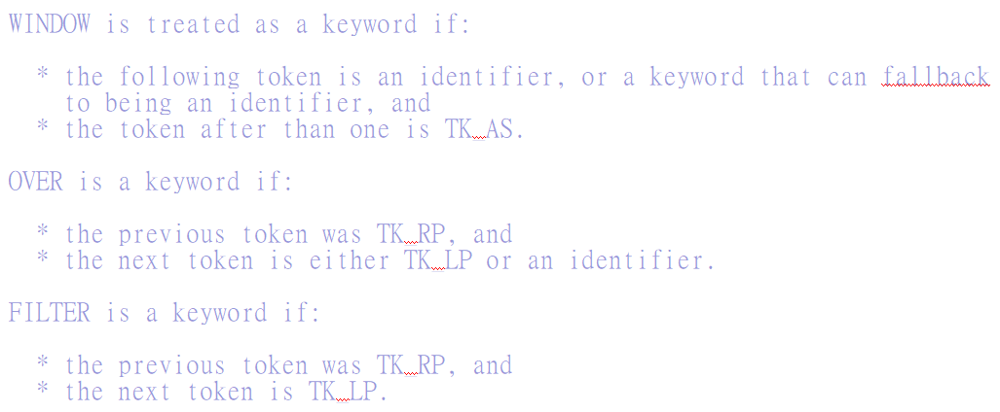 WINDOW is treated as a keyword if:
* the following token is an identifier, or a keyword that can fallback
to being an identifier, and
* the token after than one is TK_AS.
OVER is a keyword if:
* the previous token was TK_RP, and
* the next token is either TK_LP or an identifier.
FILTER is a keyword if:
* the previous token was TK_RP, and
* the next token is TK_LP.